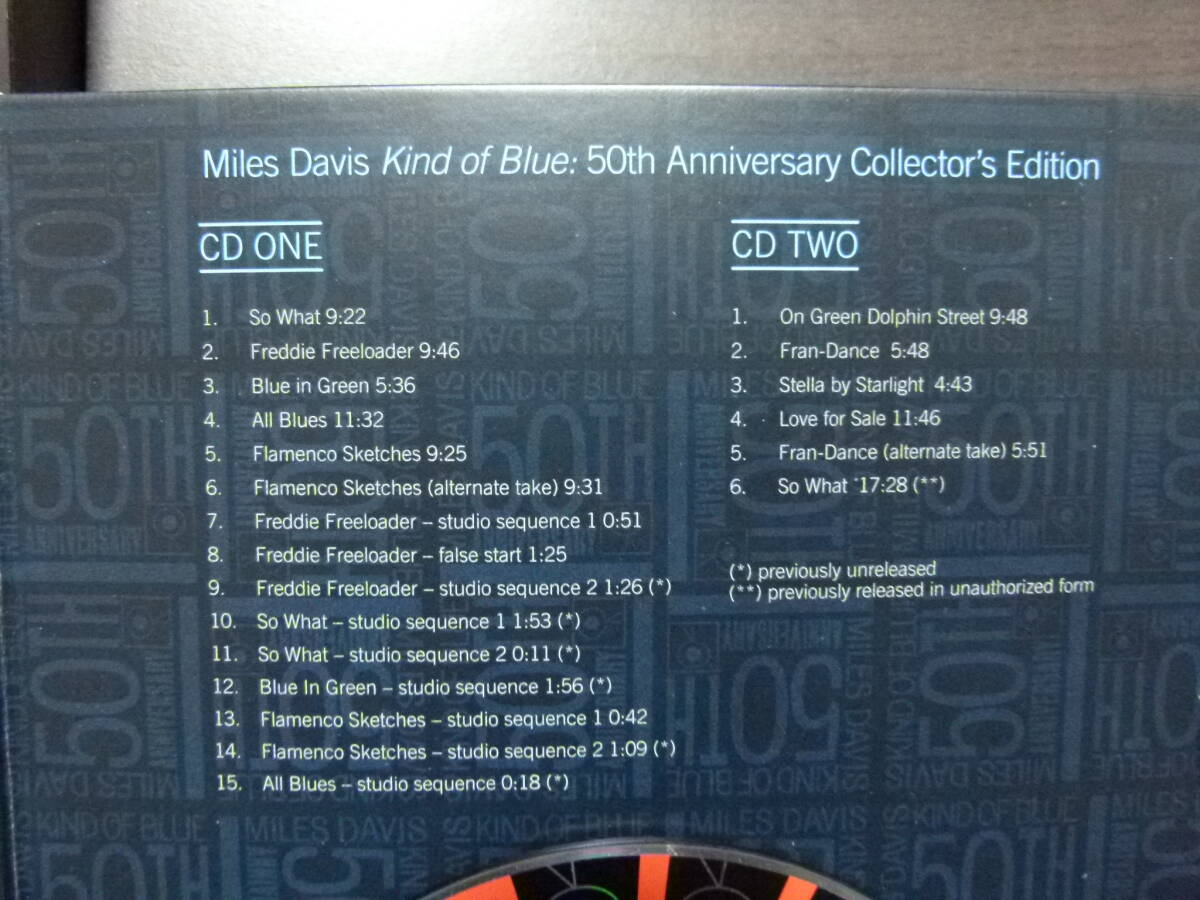 Miles Davis Kind of Blue: 50th Anniversary Collector's Edition
CD ONE
1. So What 9:22
2. Freddie Freeloader 9:46
3. Blue in Green 5:36
4. All Blues 11:32
5. Flamenco Sketches 9:25
6. Flamenco Sketches (alternate take) 9:31
7. Freddie Freeloader – studio sequence 1 0:51
8. Freddie Freeloader – false start 1:25
9. Freddie Freeloader – studio sequence 2 1:26 (*)
10. So What – studio sequence 1 1:53 (*)
11. So What – studio sequence 2 0:11 (*)
12. Blue In Green – studio sequence 1:56 (*)
13. Flamenco Sketches – studio sequence 1 0:42
14. Flamenco Sketches – studio sequence 2 1:09 (*)
15. All Blues – studio sequence 0:18 (*)
CD TWO
1. On Green Dolphin Street 9:48
2. Fran-Dance 5:48
3. Stella by Starlight 4:43
4. Love for Sale 11:46
5. Fran-Dance (alternate take) 5:51
6. So What 17:28 (**)
(*) previously unreleased
(**) previously released in unauthorized form